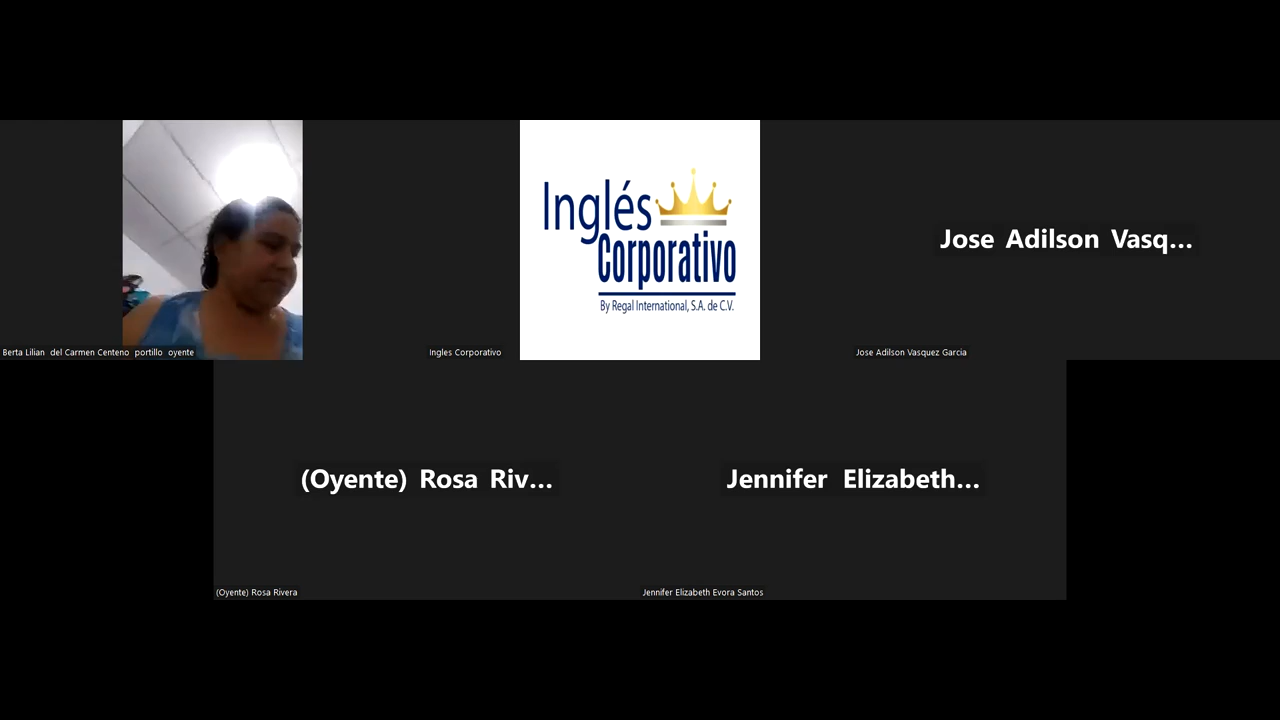 Inglés
Corporativo
By Regal International, S.A. de C.V.
Jose Adilson Vasq...
Berta Lilian del Carmen Centeno portillo oyente
Ingles Corporativo
Jose Adilson Vasquez Garcia
(Oyente) Rosa Riv...
Jennifer Elizabeth...
(Oyente) Rosa Rivera
Jennifer Elizabeth Evora Santos